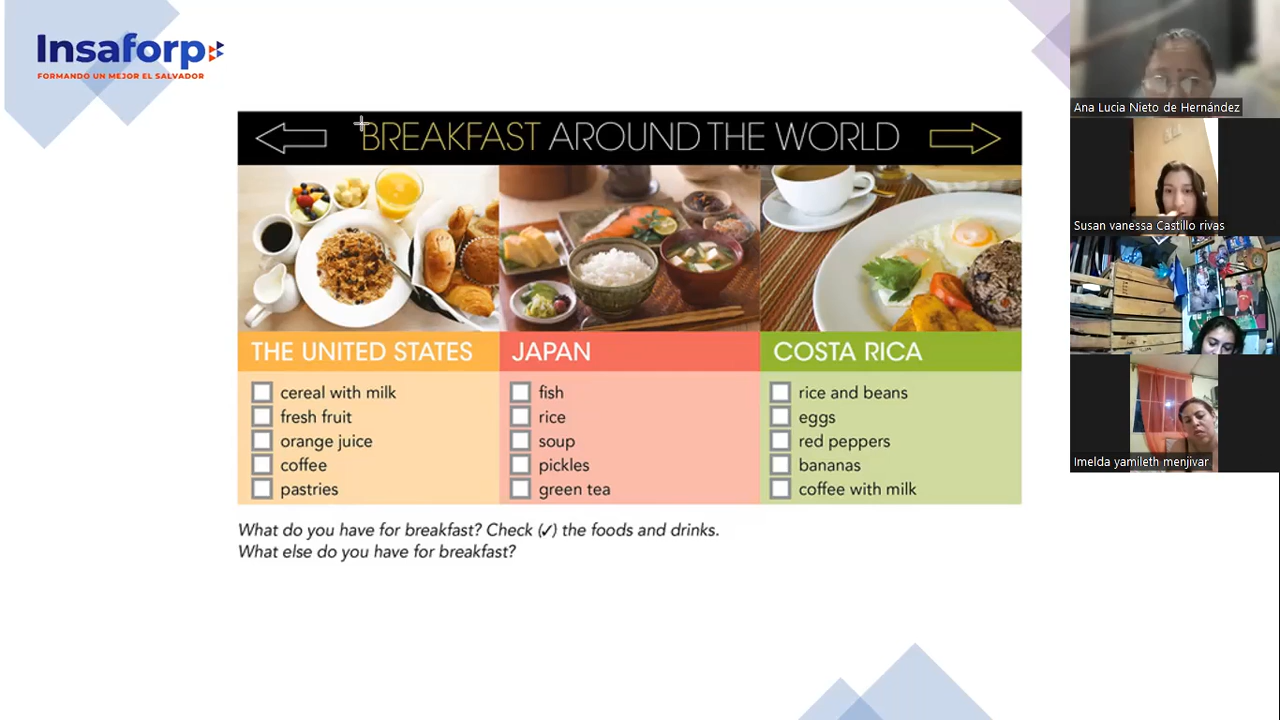 Insaforp
FORMANDO UN MEJOR EL SALVADOR
BREAKFAST AROUND THE WORLD
THE UNITED STATES
cereal with milk
fresh fruit
orange juice
coffee
pastries
JAPAN
fish
rice
soup
pickles
green tea
COSTA RICA
rice and beans
eggs
red peppers
bananas
coffee with milk
What do you have for breakfast? Check (✓) the foods and drinks.
What else do you have for breakfast?
Ana Lucia Nieto de Hernández
Susan vanessa Castillo rivas
Imelda yamileth menjivar